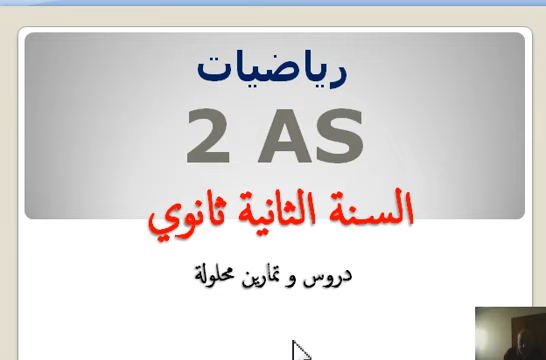 رياضيات
2 AS
السنة الثانية ثانوي
دروس و تمارين محلولة